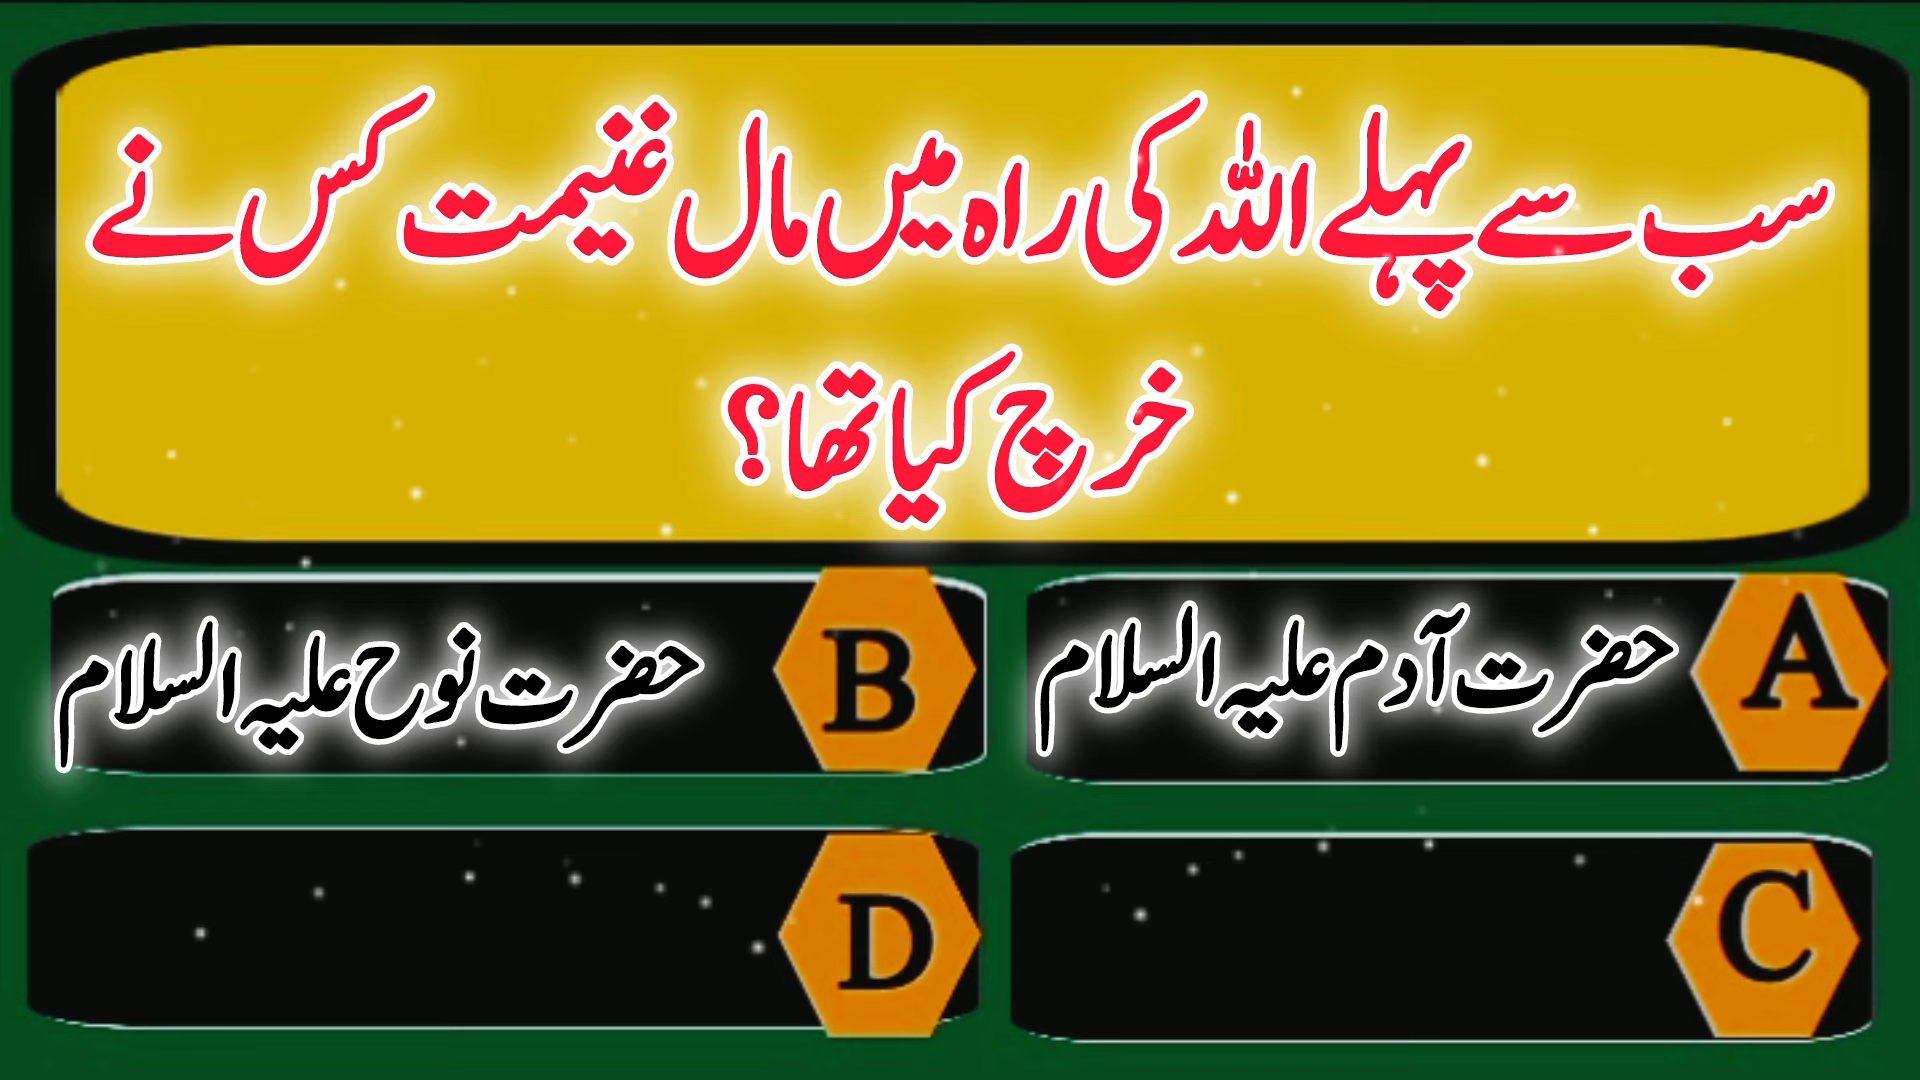 سب سے پہلے اللہ کی راہ میں مال غنیمت کس نے
خرچ کیا تھا؟
A حضرت آدم علیہ السلام
B حضرت نوح علیہ السلام
C
D